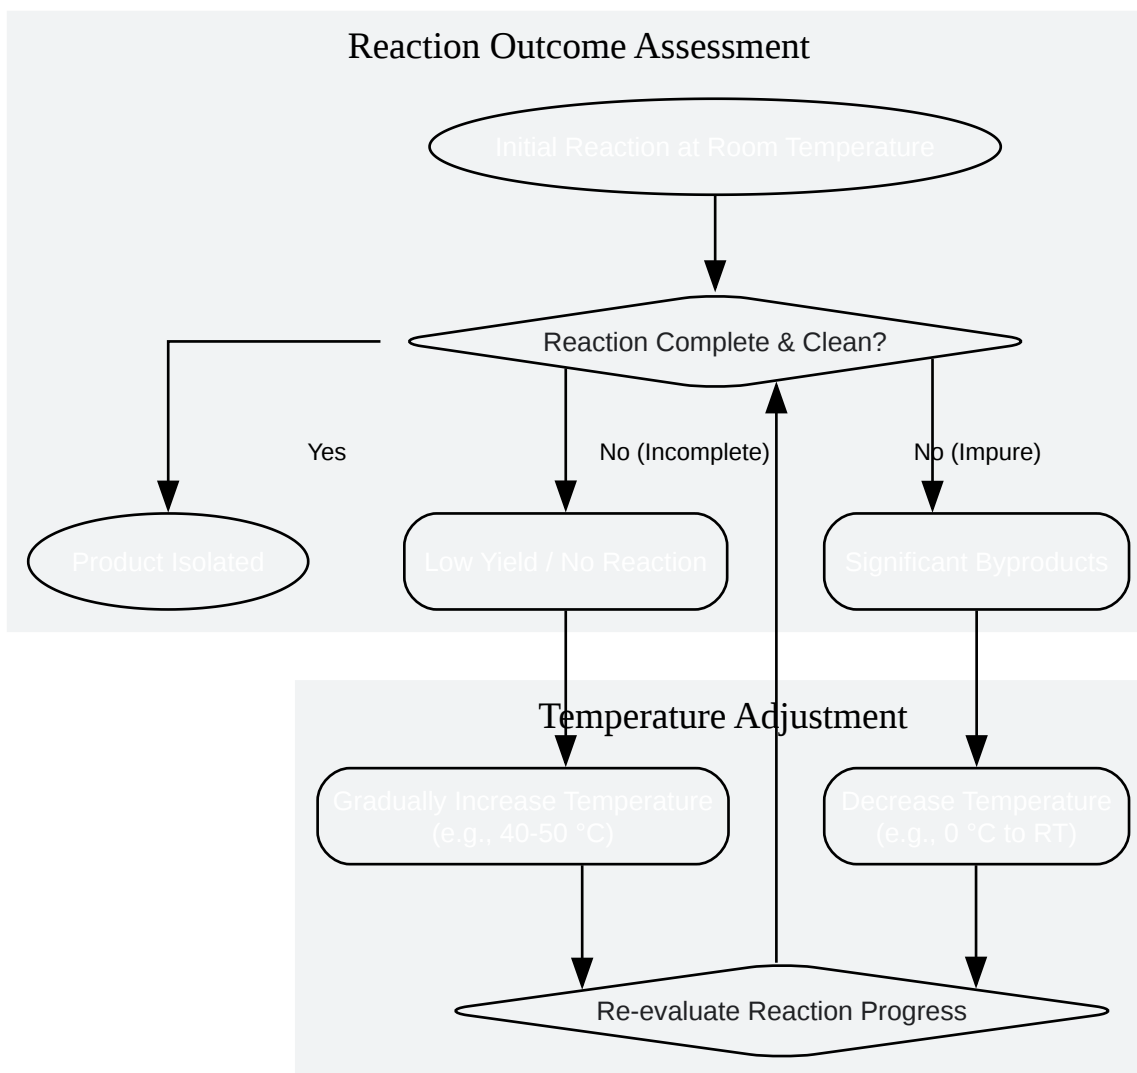 Reaction Outcome Assessment
Initial Reaction at Room Temperature
Reaction Complete & Clean?
Yes
No (Incomplete)
No (Impure)
Product Isolated
Low Yield / No Reaction
Significant Byproducts
Temperature Adjustment
Gradually Increase Temperature
(e.g., 40-50 °C)
Decrease Temperature
(e.g., 0 °C to RT)
Re-evaluate Reaction Progress